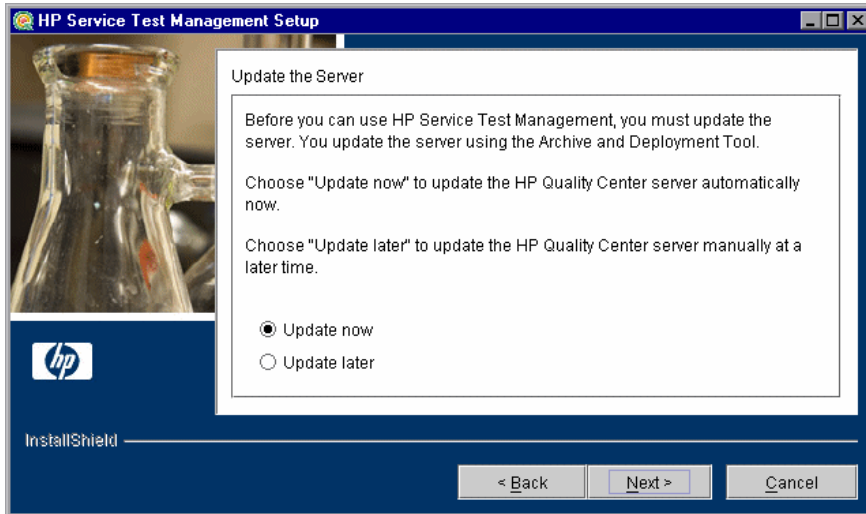 HP Service Test Management Setup
Update the Server
Before you can use HP Service Test Management, you must update the
server. You update the server using the Archive and Deployment Tool.
Choose "Update now" to update the HP Quality Center server automatically
now.
Choose "Update later" to update the HP Quality Center server manually at a
later time.
Update now
Update later
hp
InstallShield
< Back
Next >
Cancel